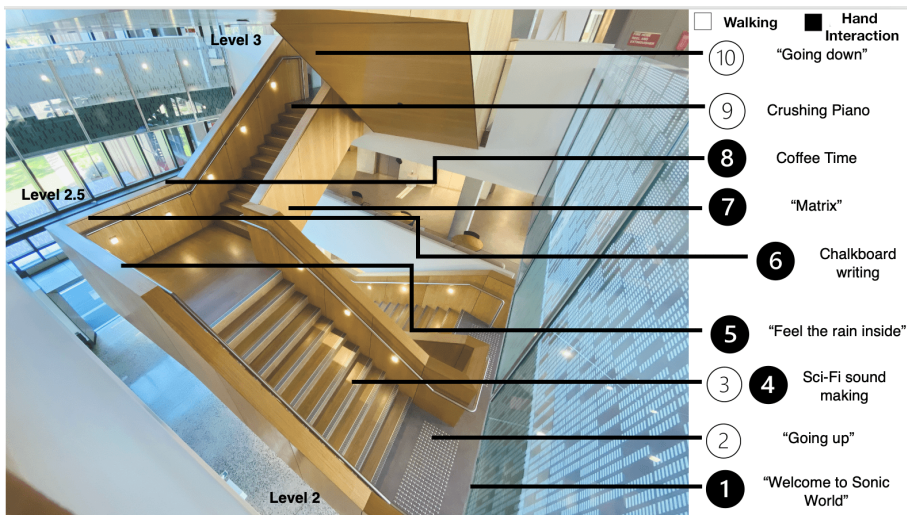 Level 3
Walking
Hand
Interaction
10 "Going down"
9 Crushing Piano
8 Coffee Time
Level 2.5
7 "Matrix"
6 Chalkboard
writing
5 "Feel the rain inside"
3 4 Sci-Fi sound
making
2 "Going up"
Level 2
1 "Welcome to Sonic
World"